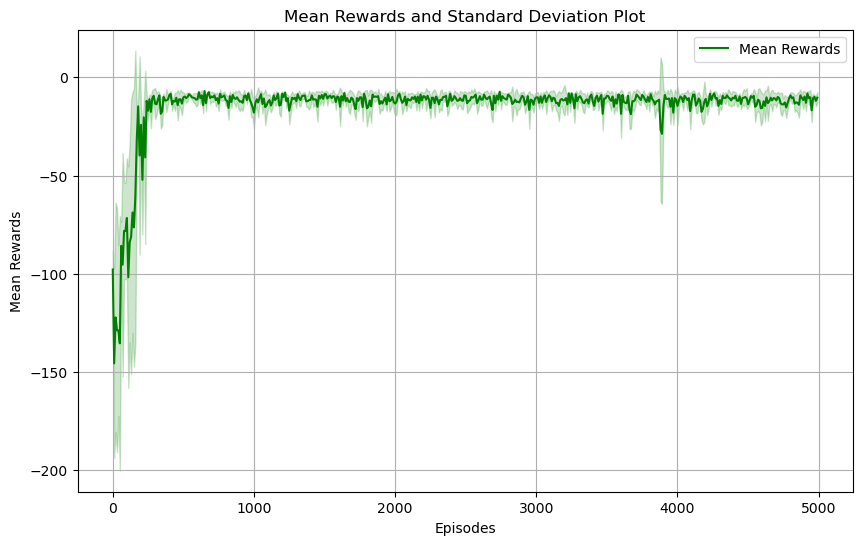 Mean Rewards and Standard Deviation Plot
Mean Rewards
0
−50
−100
−150
−200
Mean Rewards
0
1000
2000
3000
4000
5000
Episodes